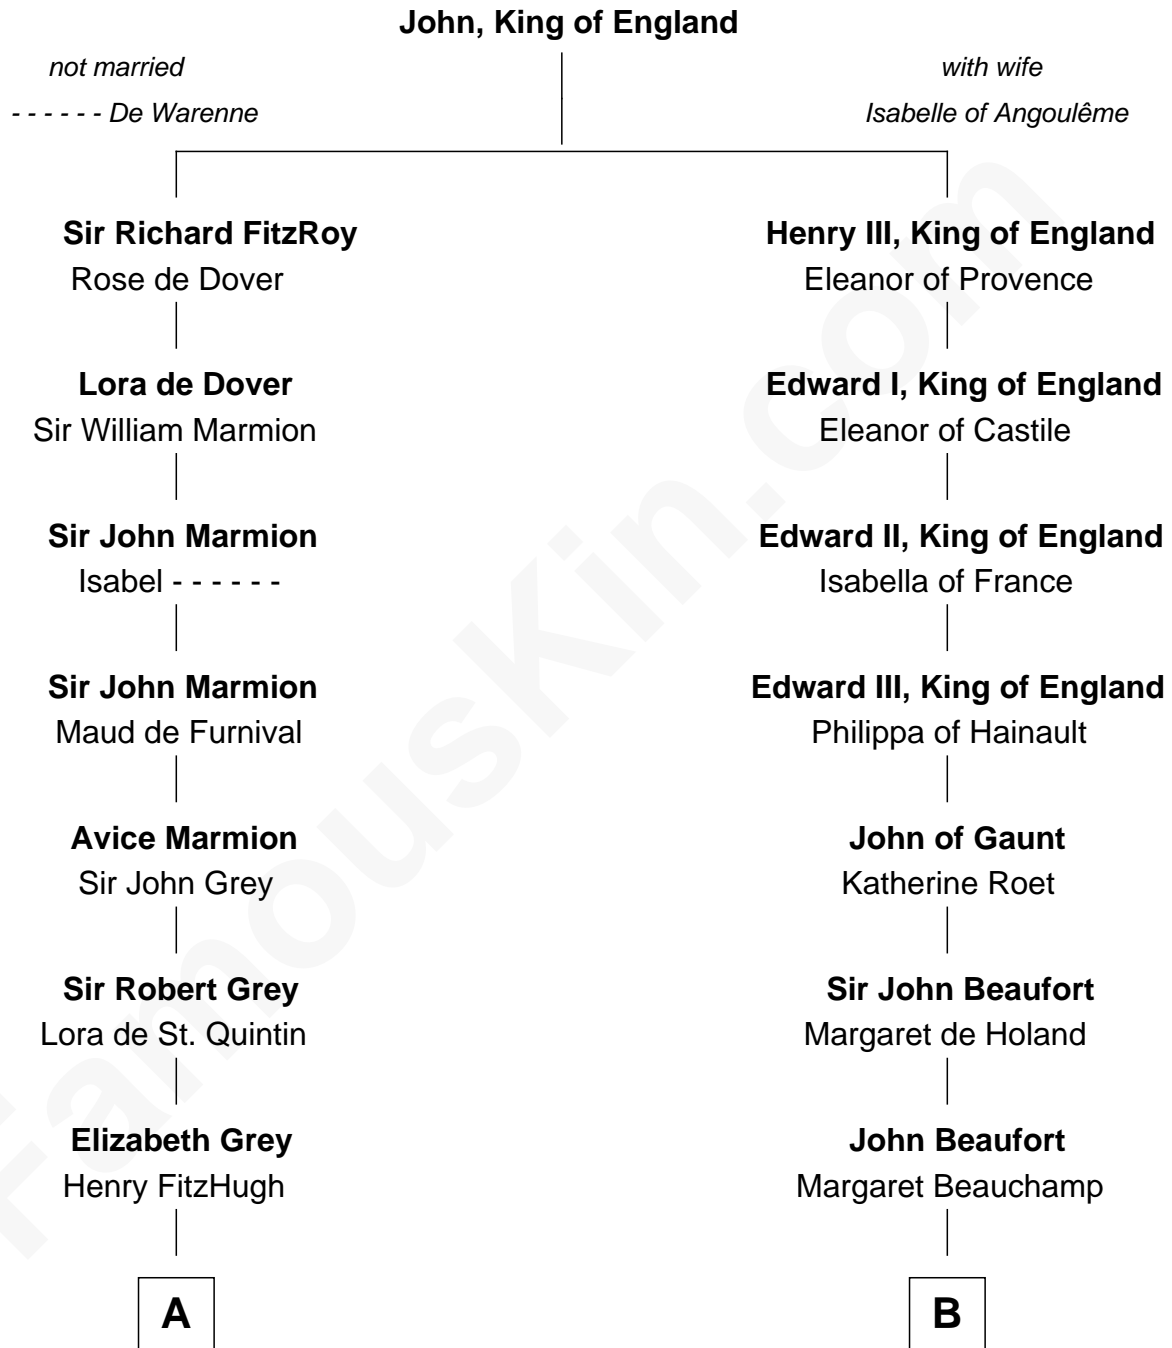 John, King of England
not married
- - - - - - De Warenne
with wife
Isabelle of Angoulême
Sir Richard FitzRoy
Rose de Dover
Henry III, King of England
Eleanor of Provence
Lora de Dover
Sir William Marmion
Edward I, King of England
Eleanor of Castile
Sir John Marmion
Isabel - - - - - -
Edward II, King of England
Isabella of France
Sir John Marmion
Maud de Furnival
Edward III, King of England
Philippa of Hainault
Avice Marmion
Sir John Grey
John of Gaunt
Katherine Roet
Sir Robert Grey
Lora de St. Quintin
Sir John Beaufort
Margaret de Holand
Elizabeth Grey
Henry FitzHugh
John Beaufort
Margaret Beauchamp
A
B
FamousKin.com